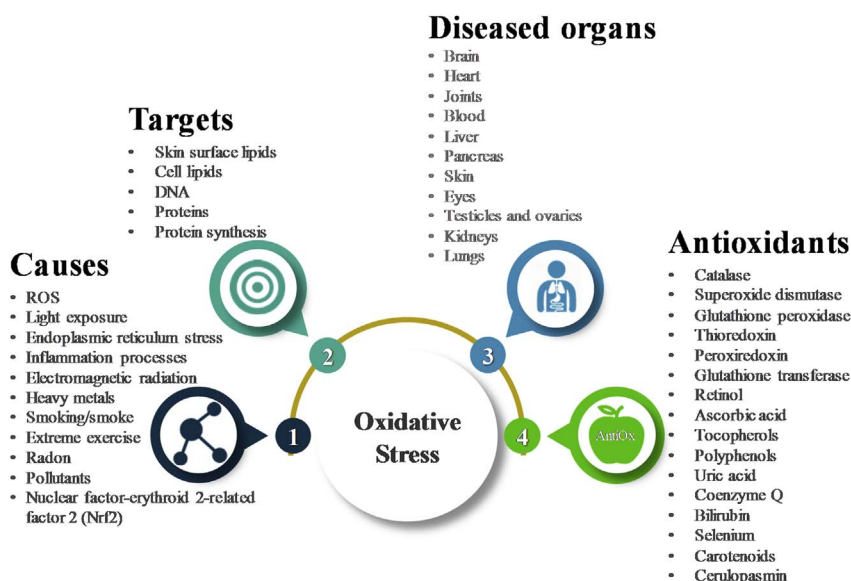 Diseased organs
• Brain
• Heart
• Joints
• Blood
• Liver
• Pancreas
• Skin
• Eyes
• Testicles and ovaries
• Kidneys
• Lungs
Targets
• Skin surface lipids
• Cell lipids
• DNA
• Proteins
• Protein synthesis
Causes
• ROS
• Light exposure
• Endoplasmic reticulum stress
• Inflammation processes
• Electromagnetic radiation
• Heavy metals
• Smoking/smoke
• Extreme exercise
• Radon
• Pollutants
• Nuclear factor-erythroid 2-related
factor 2 (Nrf2)
Antioxidants
• Catalase
• Superoxide dismutase
• Glutathione peroxidase
• Thioredoxin
• Peroxiredoxin
• Glutathione transferase
• Retinol
• Ascorbic acid
• Tocopherols
• Polyphenols
• Uric acid
• Coenzyme Q
• Bilirubin
• Selenium
• Carotenoids
• Cerulopasmin
1
2
3
4
AntiOx
Oxidative
Stress